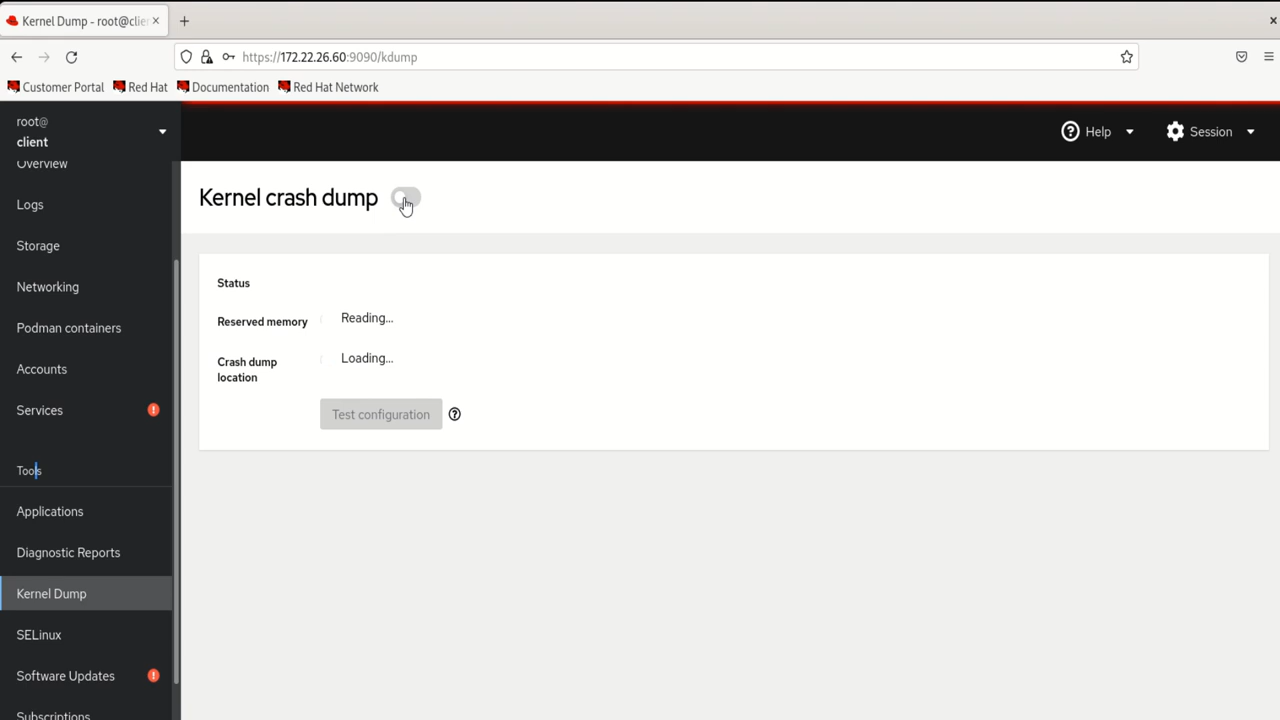 Kernel Dump - root@clie
https://172.22.26.60:9090/kdump
Customer Portal
Red Hat
Documentation
Red Hat Network
root@
client
Help
Session
Overview
Logs
Storage
Networking
Podman containers
Accounts
Services
Tools
Applications
Diagnostic Reports
Kernel Dump
SELinux
Software Updates
Subscriptions
Kernel crash dump
Status
Reserved memory
Reading...
Crash dump
location
Loading...
Test configuration